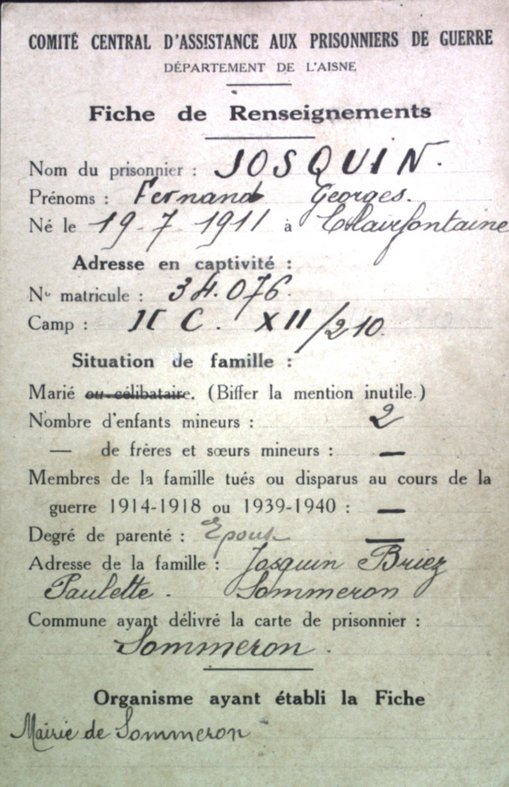 COMITÉ CENTRAL D'ASSISTANCE AUX PRISONNIERS DE GUERRE
DÉPARTEMENT DE L'AISNE
Fiche de Renseignements
Nom du prisonnier : JOSQUIN.
Prénoms : Fernand Georges.
Né le 19-7-1911 à Clairfontaine
Adresse en captivité :
No matricule : 34.076.
Camp : II C. XII/210.
Situation de famille :
Marié ou célibataire. (Biffer la mention inutile.)
Nombre d'enfants mineurs : 2
— de frères et sœurs mineurs : —
Membres de la famille tués ou disparus au cours de la
guerre 1914-1918 ou 1939-1940 : —
Degré de parenté : Epouse —
Adresse de la famille : Josquin Briez
Paulette - Sommeron
Commune ayant délivré la carte de prisonnier :
Sommeron.
Organisme ayant établi la Fiche
Mairie de Sommeron